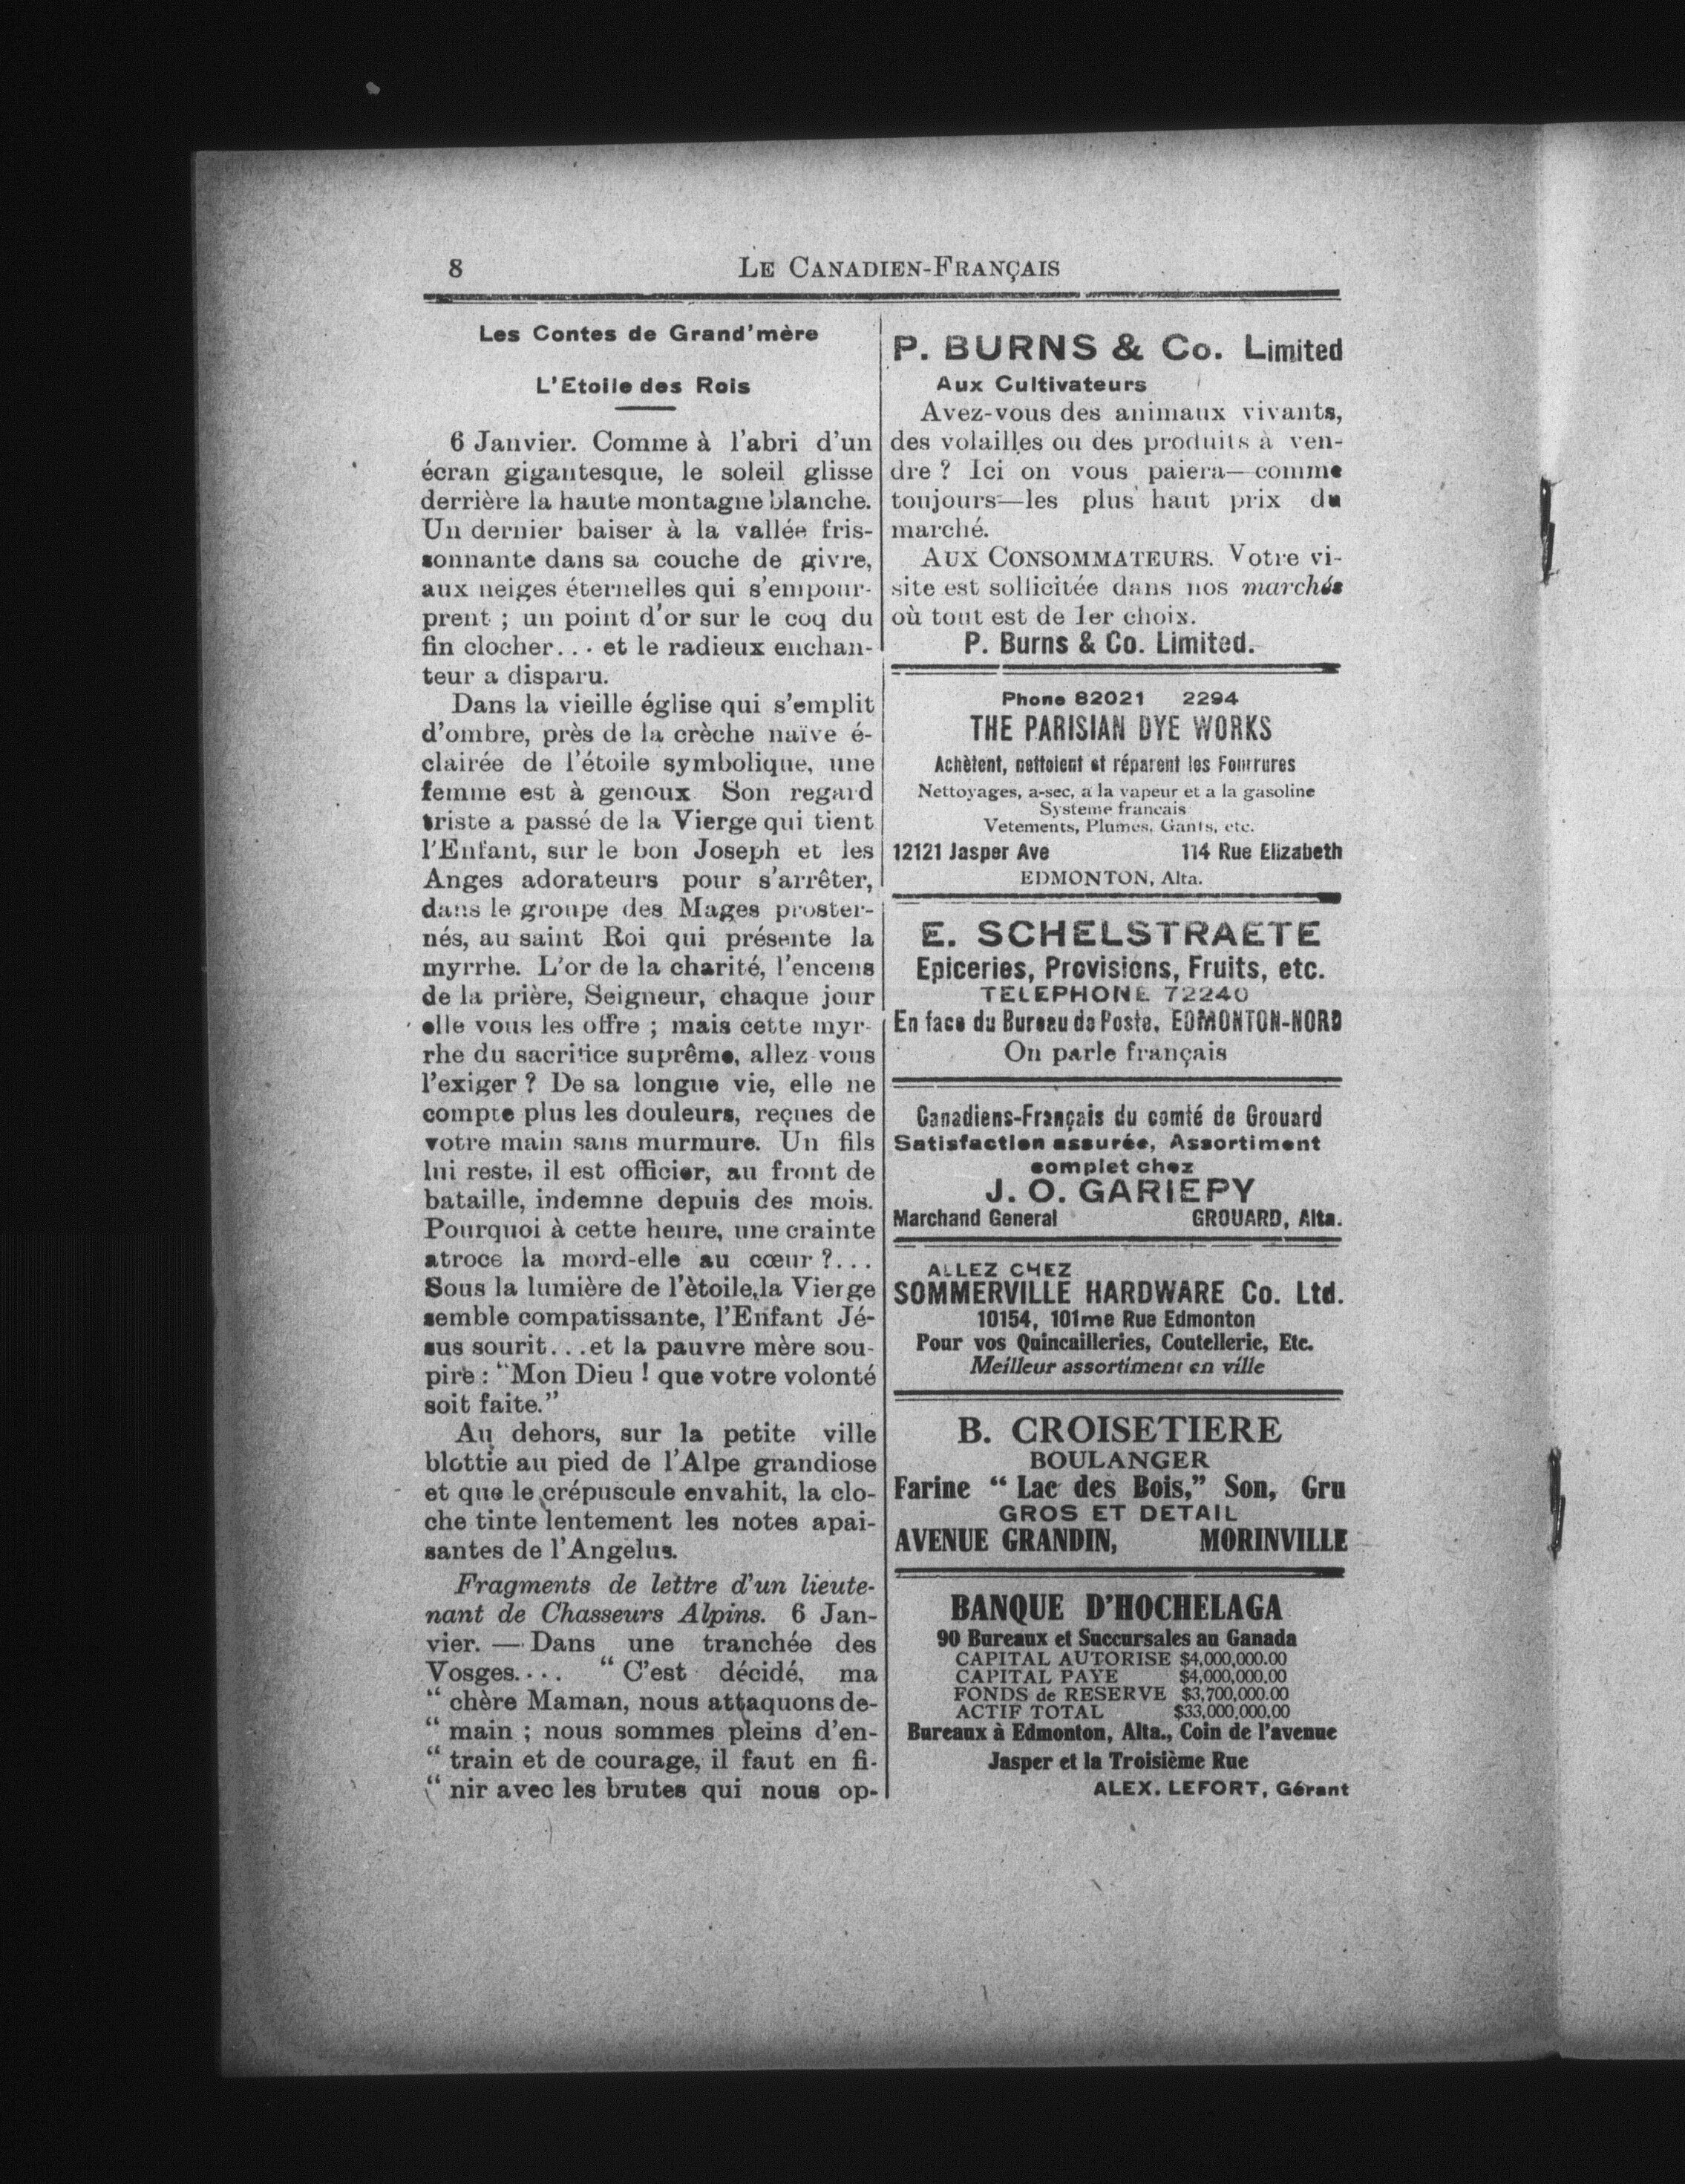 8
LE CANADIEN-FRANÇAIS
Les Contes de Grand'mère
L'Etoile des Rois
6 Janvier. Comme à l'abri d'un
écran gigantesque, le soleil glisse
derrière la haute montagne blanche.
Un dernier baiser à la vallée fris-
sonnante dans sa couche de givre,
aux neiges éternelles qui s'empour-
prent ; un point d'or sur le coq du
fin clocher... et le radieux enchan-
teur a disparu.
Dans la vieille église qui s'emplit
d'ombre, près de la crèche naïve é-
clairée de l'étoile symbolique, une
femme est à genoux Son regard
triste a passé de la Vierge qui tient
l'Enfant, sur le bon Joseph et les
Anges adorateurs pour s'arrêter,
dans le groupe des Mages proster-
nés, au saint Roi qui présente la
myrrhe. L'or de la charité, l'encens
de la prière, Seigneur, chaque jour
elle vous les offre ; mais cette myr-
rhe du sacrifice suprême, allez-vous
l'exiger ? De sa longue vie, elle ne
compte plus les douleurs, reçues de
votre main sans murmure. Un fils
lui reste, il est officier, au front de
bataille, indemne depuis des mois.
Pourquoi à cette heure, une crainte
atroce la mord-elle au cœur ?...
Sous la lumière de l'ètoile,la Vierge
semble compatissante, l'Enfant Jé-
sus sourit...et la pauvre mère sou-
pire : "Mon Dieu ! que votre volonté
soit faite."
Au dehors, sur la petite ville
blottie au pied de l'Alpe grandiose
et que le crépuscule envahit, la clo-
che tinte lentement les notes apai-
santes de l'Angelus.
Fragments de lettre d'un lieute-
nant de Chasseurs Alpins. 6 Jan-
vier. — Dans une tranchée des
Vosges.... " C'est décidé, ma
" chère Maman, nous attaquons de-
" main ; nous sommes pleins d'en-
" train et de courage, il faut en fi-
" nir avec les brutes qui nous op-
P. BURNS & Co. Limited
Aux Cultivateurs
Avez-vous des animaux vivants,
des volailles ou des produits à ven-
dre ? Ici on vous paiera—comme
toujours—les plus haut prix du
marché.
AUX CONSOMMATEURS. Votre vi-
site est sollicitée dans nos marchés
où tout est de 1er choix.
P. Burns & Co. Limited.
Phone 82021 2294
THE PARISIAN DYE WORKS
Achètent, nettoient et réparent les Fourrures
Nettoyages, a-sec, a la vapeur et a la gasoline
Systeme francais
Vetements, Plumes, Gants, etc.
12121 Jasper Ave 114 Rue Elizabeth
EDMONTON, Alta.
E. SCHELSTRAETE
Epiceries, Provisions, Fruits, etc.
TELEPHONE 72240
En face du Bureau de Poste, EDMONTON-NORD
On parle français
Canadiens-Français du comté de Grouard
Satisfaction assurée, Assortiment
complet chez
J. O. GARIEPY
Marchand General GROUARD, Alta.
ALLEZ CHEZ
SOMMERVILLE HARDWARE Co. Ltd.
10154, 101me Rue Edmonton
Pour vos Quincailleries, Coutellerie, Etc.
Meilleur assortiment en ville
B. CROISETIERE
BOULANGER
Farine " Lac des Bois," Son, Gru
GROS ET DETAIL
AVENUE GRANDIN, MORINVILLE
BANQUE D'HOCHELAGA
90 Bureaux et Succursales au Canada
CAPITAL AUTORISE $4,000,000.00
CAPITAL PAYE $4,000,000.00
FONDS de RESERVE $3,700,000.00
ACTIF TOTAL $33,000,000.00
Bureaux à Edmonton, Alta., Coin de l'avenue
Jasper et la Troisième Rue
ALEX. LEFORT, Gérant